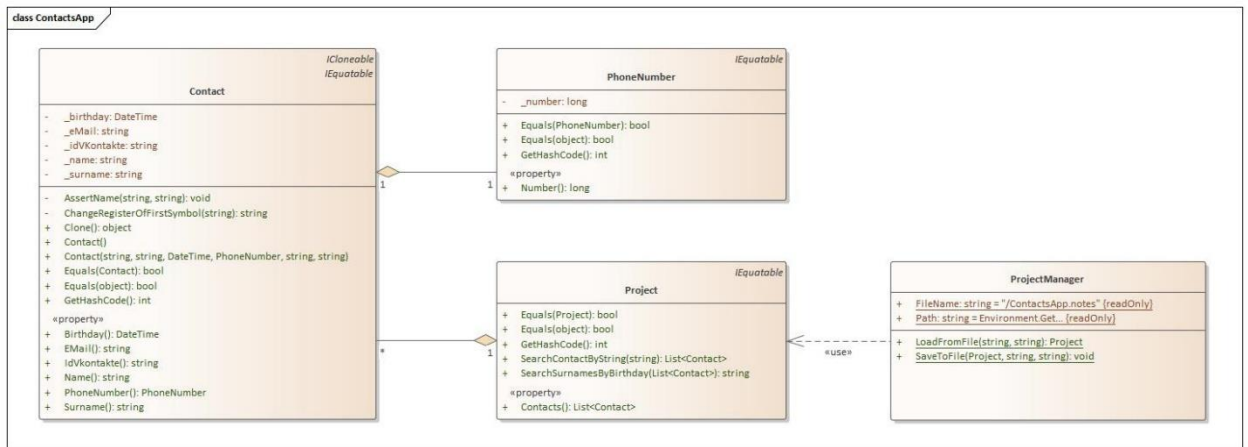 class ContactsApp
ICloneable
IEquatable
Contact
- _birthday: DateTime
- _eMail: string
- _idVKontakte: string
- _name: string
- _surname: string
- AssertName(string, string): void
- ChangeRegisterOfFirstSymbol(string): string
+ Clone(): object
+ Contact()
+ Contact(string, string, DateTime, PhoneNumber, string, string)
+ Equals(Contact): bool
+ Equals(object): bool
+ GetHashCode(): int
«property»
+ Birthday(): DateTime
+ EMail(): string
+ IdVkontakte(): string
+ Name(): string
+ PhoneNumber(): PhoneNumber
+ Surname(): string
1
1
IEquatable
PhoneNumber
- _number: long
+ Equals(PhoneNumber): bool
+ Equals(object): bool
+ GetHashCode(): int
«property»
+ Number(): long
*
1
IEquatable
Project
+ Equals(Project): bool
+ Equals(object): bool
+ GetHashCode(): int
+ SearchContactByString(string): List<Contact>
+ SearchSurnamesByBirthday(List<Contact>): string
«property»
+ Contacts(): List<Contact>
«use»
ProjectManager
+ FileName: string = "/ContactsApp.notes" {readOnly}
+ Path: string = Environment.Get... {readOnly}
+ LoadFromFile(string, string): Project
+ SaveToFile(Project, string, string): void